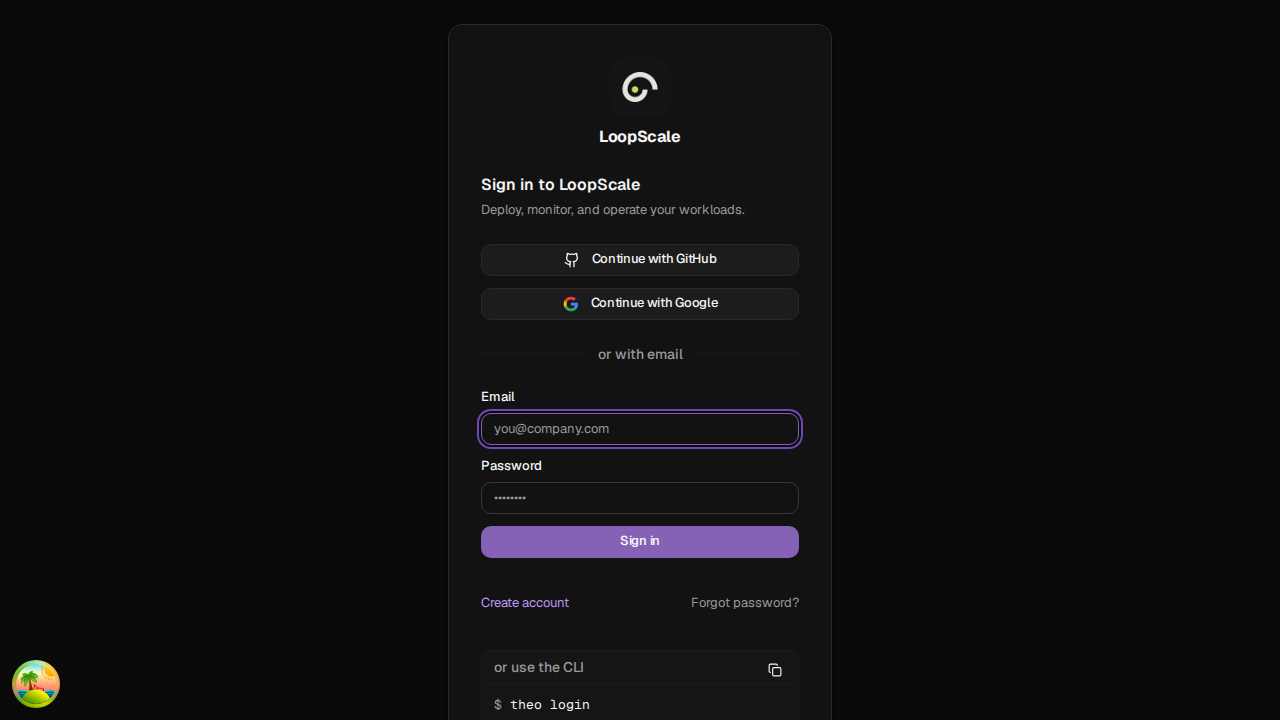 LoopScale
Sign in to LoopScale
Deploy, monitor, and operate your workloads.
Continue with GitHub
Continue with Google
or with email
Email
you@company.com
Password
••••••••
Sign in
Create account
Forgot password?
or use the CLI
$ theo login